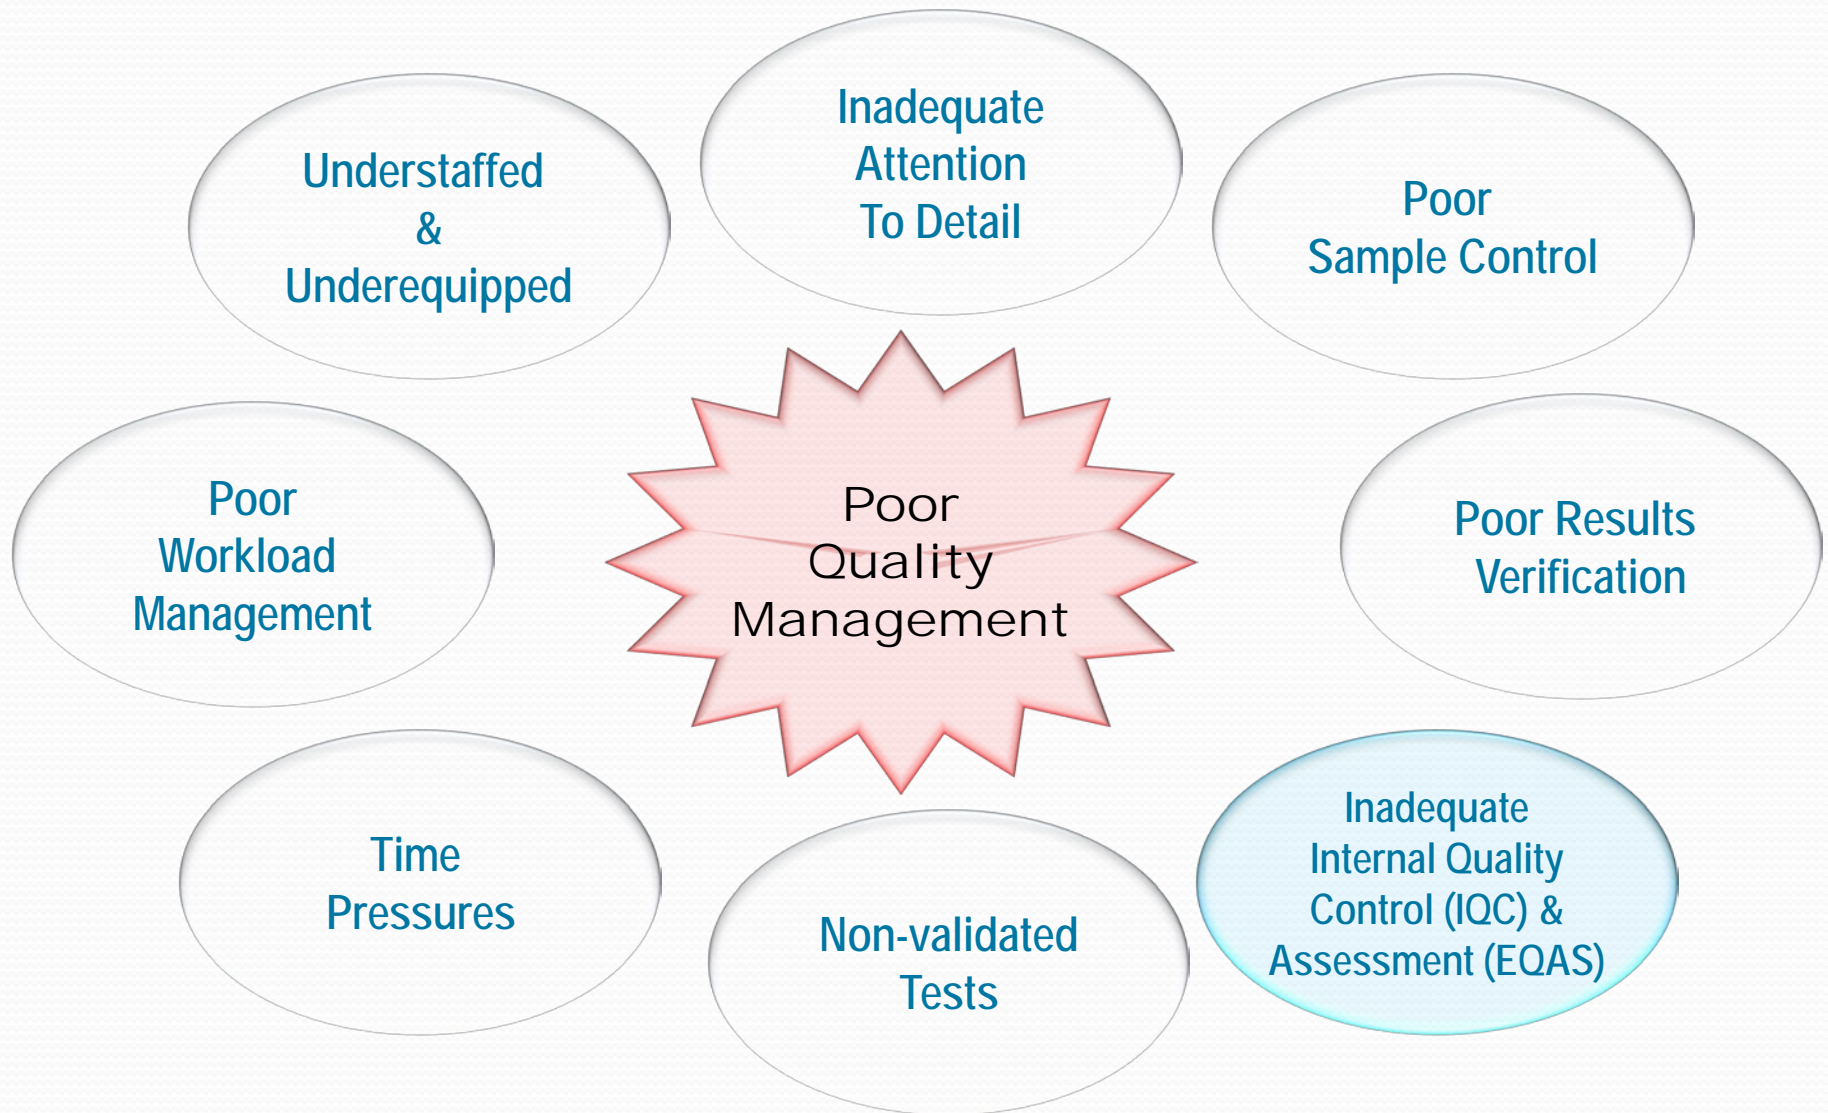 Inadequate
Attention
To Detail
Understaffed
&
Underequipped
Poor
Sample Control
Poor
Workload
Management
Poor
Quality
Management
Poor Results
Verification
Time
Pressures
Non-validated
Tests
Inadequate
Internal Quality
Control (IQC) &
Assessment (EQAS)